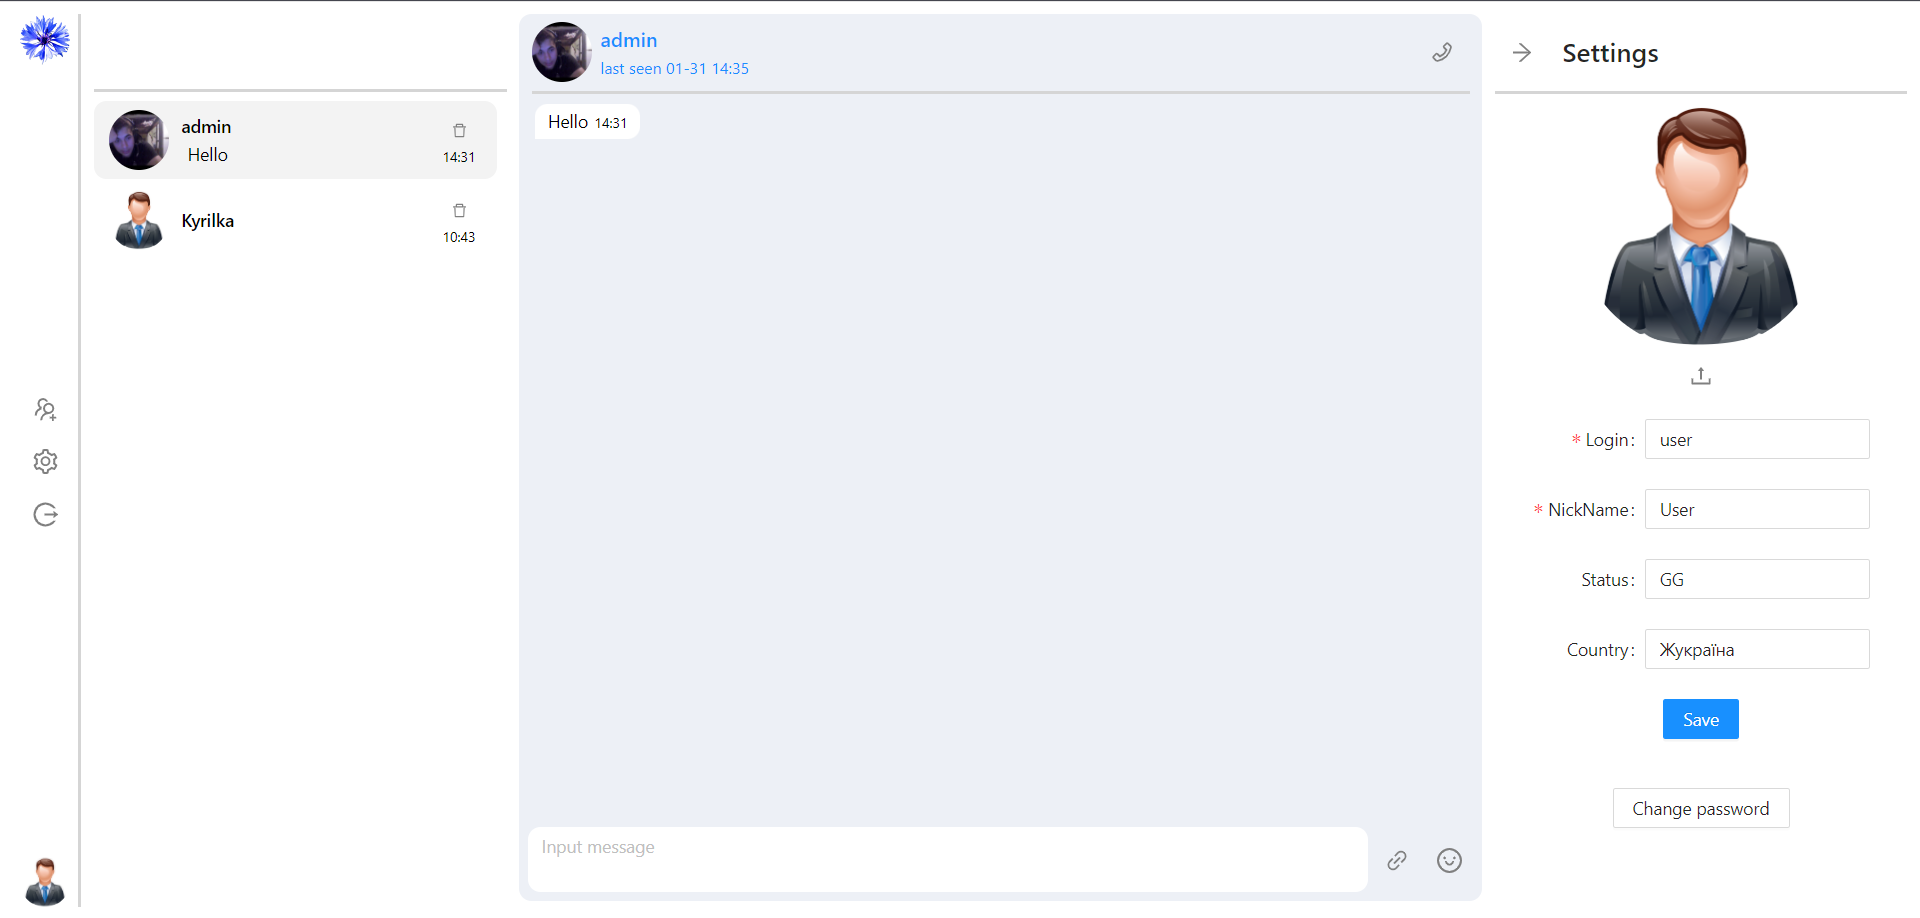 admin
Hello
14:31
Kyrilka
10:43
admin
last seen 01-31 14:35
Hello 14:31
Input message
Settings
* Login: user
* NickName: User
Status: GG
Country: Жукраїна
Save
Change password